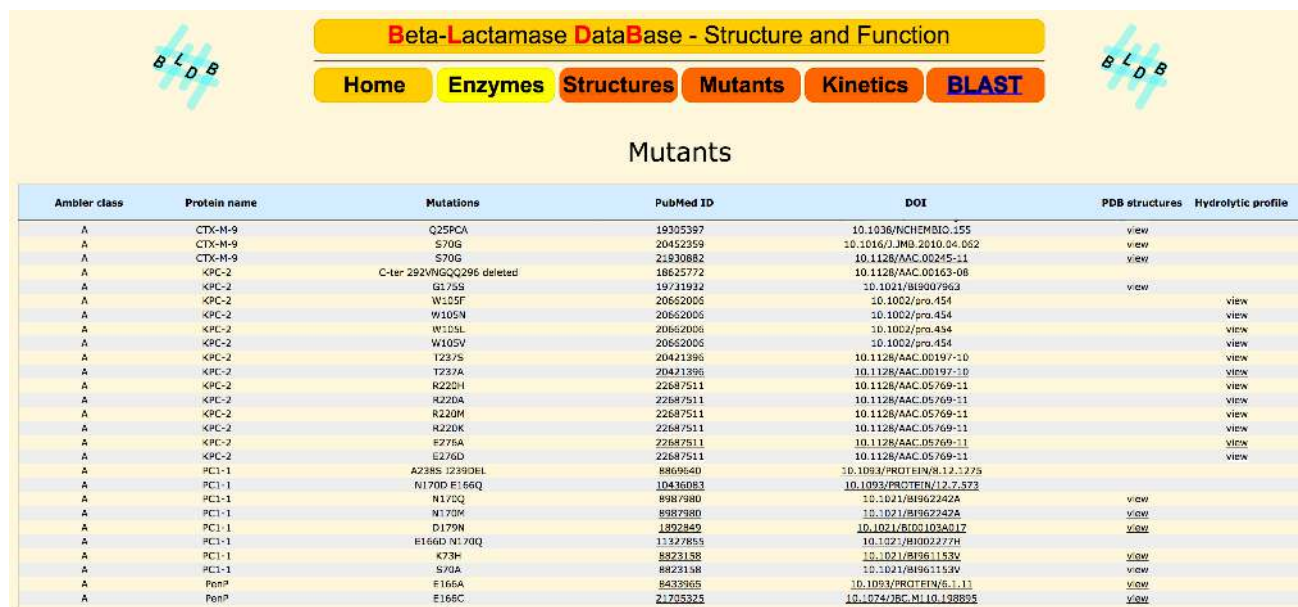 B L D B
Beta-Lactamase DataBase - Structure and Function
B L D B
Home Enzymes Structures Mutants Kinetics BLAST
Mutants
Ambler class Protein name Mutations PubMed ID DOI PDB structures Hydrolytic profile
A CTX-M-9 Q25PCA 19305397 10.1038/NCHEMBIO.155 view
A CTX-M-9 S70G 20452359 10.1016/J.JMB.2010.04.062 view
A CTX-M-9 S70G 21930882 10.1128/AAC.00245-11 view
A KPC-2 C-ter 292VNGQQ296 deleted 18625772 10.1128/AAC.00163-08
A KPC-2 G175S 19731932 10.1021/BI9007963 view
A KPC-2 W105F 20662006 10.1002/pro.454 view
A KPC-2 W105N 20662006 10.1002/pro.454 view
A KPC-2 W105L 20662006 10.1002/pro.454 view
A KPC-2 W105V 20662006 10.1002/pro.454 view
A KPC-2 T237S 20421396 10.1128/AAC.00197-10 view
A KPC-2 T237A 20421396 10.1128/AAC.00197-10 view
A KPC-2 R220H 22687511 10.1128/AAC.05769-11 view
A KPC-2 R220A 22687511 10.1128/AAC.05769-11 view
A KPC-2 R220M 22687511 10.1128/AAC.05769-11 view
A KPC-2 R220K 22687511 10.1128/AAC.05769-11 view
A KPC-2 E276A 22687511 10.1128/AAC.05769-11 view
A KPC-2 E276D 22687511 10.1128/AAC.05769-11 view
A PC1-1 A238S I239DEL 8869640 10.1093/PROTEIN/8.12.1275
A PC1-1 N170D E166Q 10436083 10.1093/PROTEIN/12.7.573
A PC1-1 N170Q 8987980 10.1021/BI962242A view
A PC1-1 N170M 8987980 10.1021/BI962242A view
A PC1-1 D179N 1892849 10.1021/BI00103A017 view
A PC1-1 E166D N170Q 11327855 10.1021/BI002277H
A PC1-1 K73H 8823158 10.1021/BI961153V view
A PC1-1 S70A 8823158 10.1021/BI961153V view
A PenP E166A 8433965 10.1093/PROTEIN/6.1.11 view
A PenP E166C 21705325 10.1074/JBC.M110.198895 view